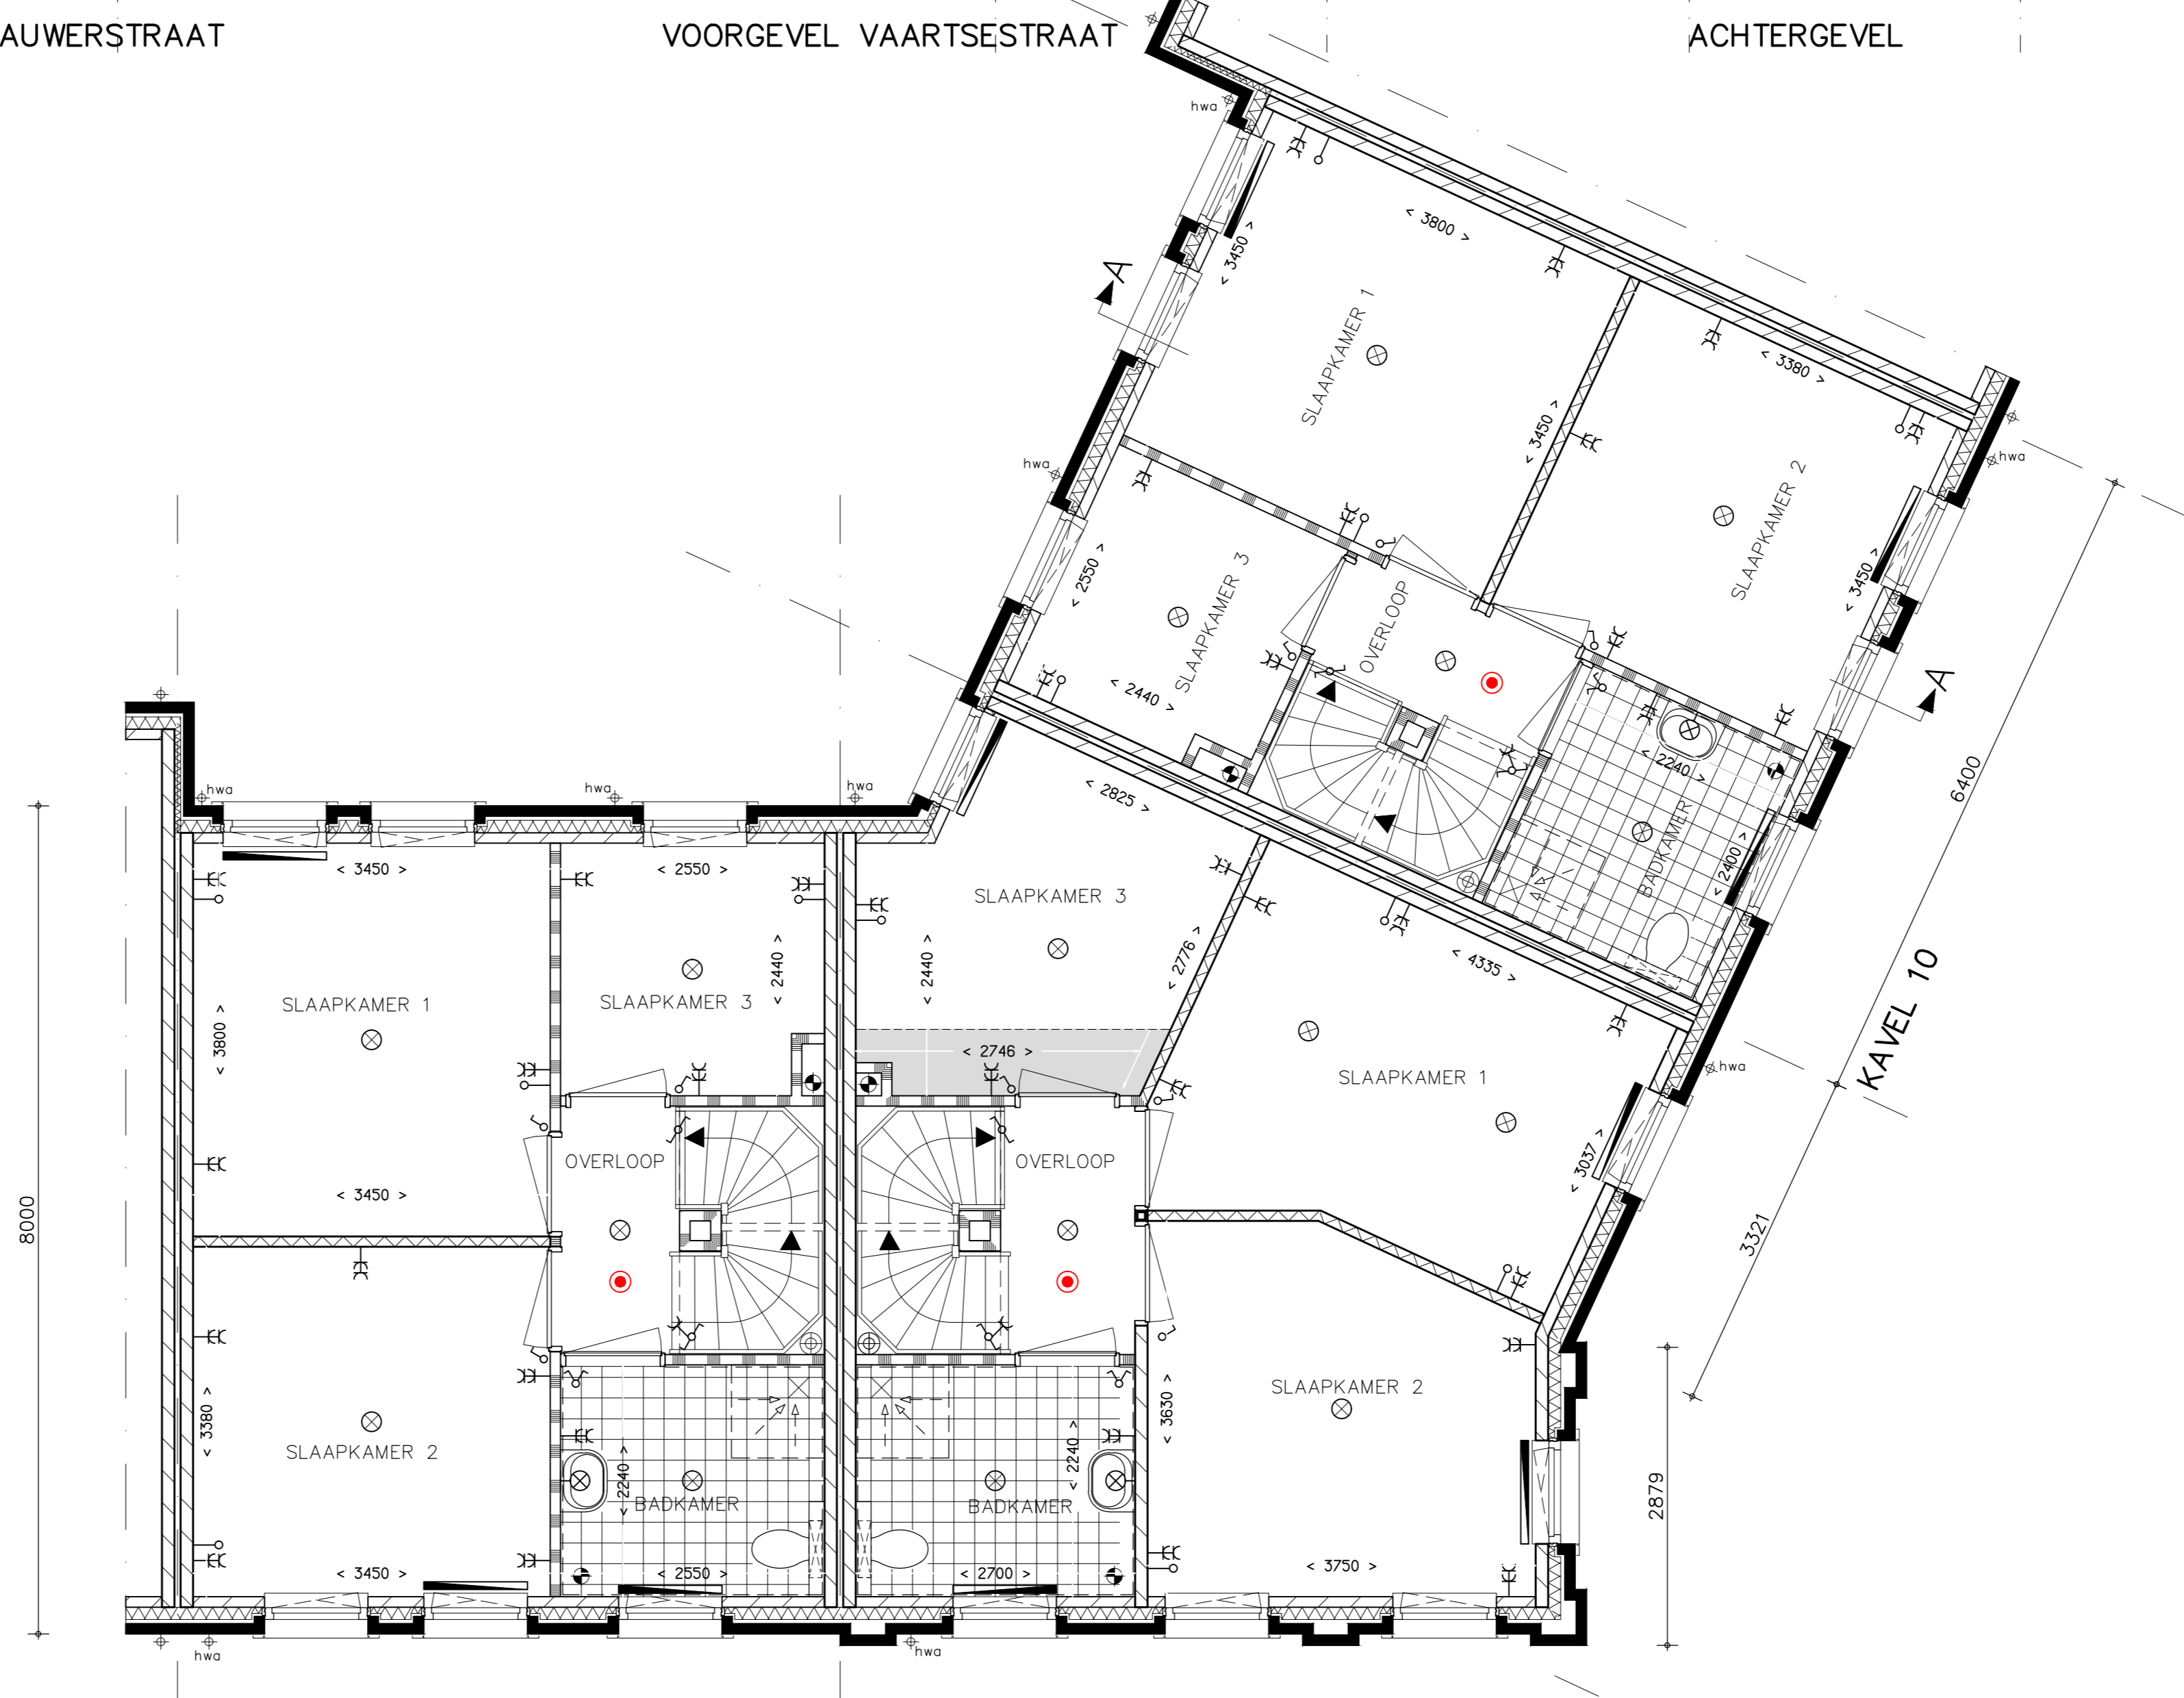 AUWERSTRAAT
VOORGEVEL VAARTSESTRAAT
ACHTERGEVEL
hwa
< 3800 >
< 3450 >
A
SLAAPKAMER 1
< 3380 >
< 3450 >
SLAAPKAMER 2
hwa
hwa
< 2550 >
SLAAPKAMER 3
OVERLOOP
< 3450 >
< 2440 >
A
< 2240 >
BADKAMER
< 2400 >
6400
KAVEL 10
hwa
hwa
hwa
< 2825 >
< 3450 >
< 2550 >
SLAAPKAMER 3
< 2440 >
< 2440 >
< 2776 >
< 4335 >
SLAAPKAMER 1
SLAAPKAMER 3
< 3800 >
< 2746 >
SLAAPKAMER 1
hwa
OVERLOOP
OVERLOOP
< 3450 >
< 3037 >
8000
3321
< 3380 >
SLAAPKAMER 2
< 3630 >
SLAAPKAMER 2
< 2240 >
< 2240 >
BADKAMER
BADKAMER
2879
< 3450 >
< 2550 >
< 2700 >
< 3750 >
hwa
hwa